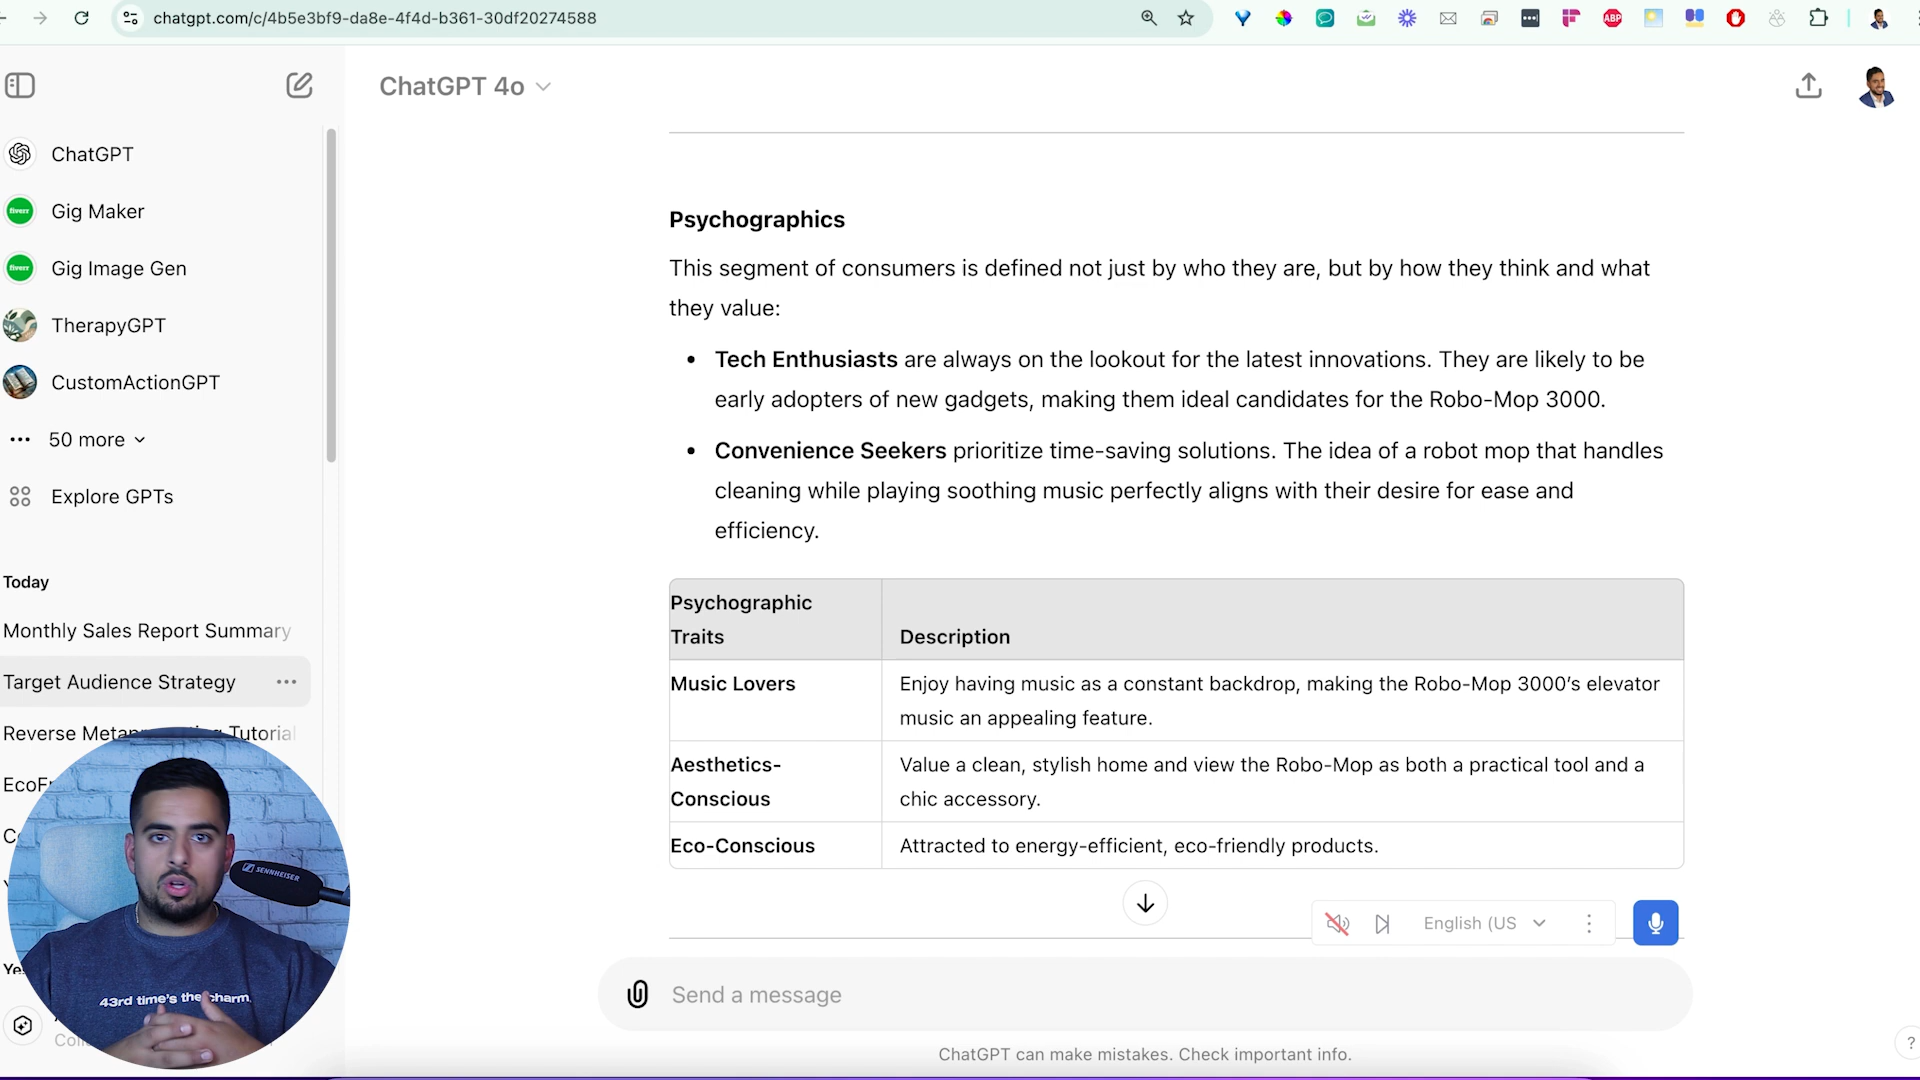 chatgpt.com/c/4b5e3bf9-da8e-4f4d-b361-30df20274588
ABP
ChatGPT 4o
ChatGPT
fiverr
Gig Maker
fiverr
Gig Image Gen
TherapyGPT
CustomActionGPT
50 more
Explore GPTs
Today
Monthly Sales Report Summary
Target Audience Strategy
Reverse
Tutorial
Psychographics
This segment of consumers is defined not just by who they are, but by how they think and what
they value:
• Tech Enthusiasts are always on the lookout for the latest innovations. They are likely to be
early adopters of new gadgets, making them ideal candidates for the Robo-Mop 3000.
• Convenience Seekers prioritize time-saving solutions. The idea of a robot mop that handles
cleaning while playing soothing music perfectly aligns with their desire for ease and
efficiency.
Psychographic
Traits
Description
Music Lovers
Enjoy having music as a constant backdrop, making the Robo-Mop 3000's elevator
music an appealing feature.
Aesthetics-
Conscious
Value a clean, stylish home and view the Robo-Mop as both a practical tool and a
chic accessory.
Eco-Conscious
Attracted to energy-efficient, eco-friendly products.
English (US
Send a message
ChatGPT can make mistakes. Check important info.
?
SENNHEISER
43rd time's the charm.